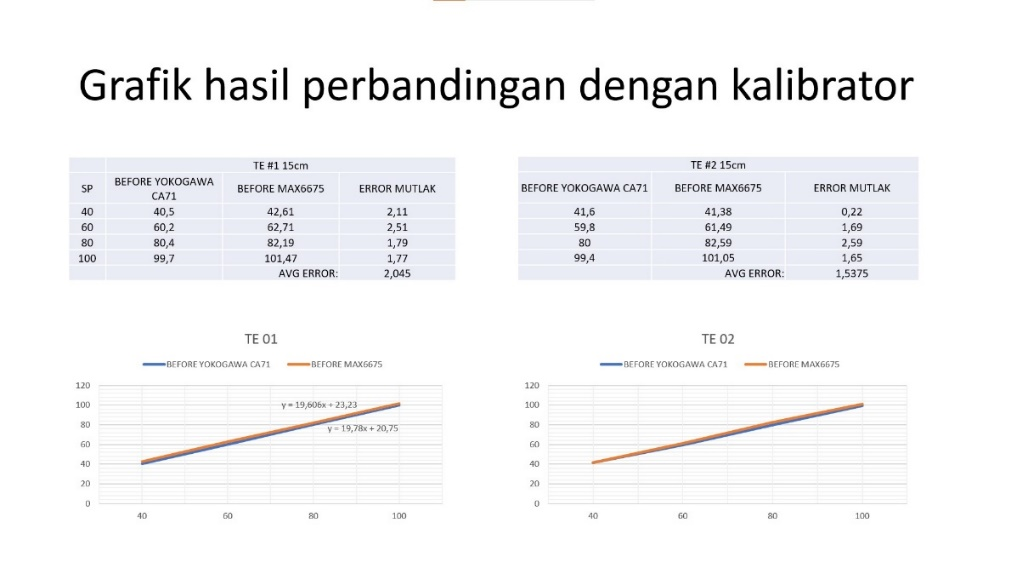 Grafik hasil perbandingan dengan kalibrator
TE #1 15cm
SP BEFORE YOKOGAWA CA71 BEFORE MAX6675 ERROR MUTLAK
40 40,5 42,61 2,11
60 60,2 62,71 2,51
80 80,4 82,19 1,79
100 99,7 101,47 1,77
AVG ERROR: 2,045
TE #2 15cm
BEFORE YOKOGAWA CA71 BEFORE MAX6675 ERROR MUTLAK
41,6 41,38 0,22
59,8 61,49 1,69
80 82,59 2,59
99,4 101,05 1,65
AVG ERROR: 1,5375
TE 01
BEFORE YOKOGAWA CA71 BEFORE MAX6675
120
100
80
60
40
20
0
y = 19,606x + 23,23
y = 19,78x + 20,75
40 60 80 100
TE 02
BEFORE YOKOGAWA CA71 BEFORE MAX6675
120
100
80
60
40
20
0
40 60 80 100